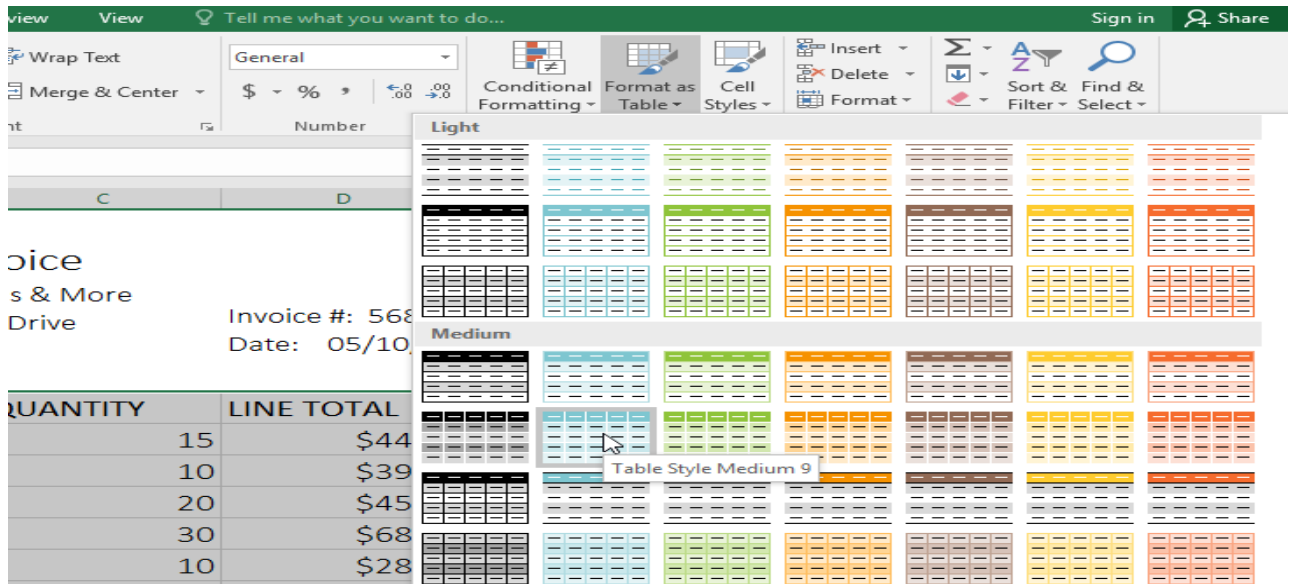 view View Tell me what you want to do... Sign in Share
Wrap Text General Insert
Merge & Center $ % , .00 Conditional Formatting Format as Table Cell Styles Delete Sort & Filter Find & Select
Format
Number
Light
C D
oice
s & More
Drive Invoice #: 568
Date: 05/10/
Medium
QUANTITY LINE TOTAL
15 $44
10 $39
Table Style Medium 9
20 $45
30 $68
10 $28